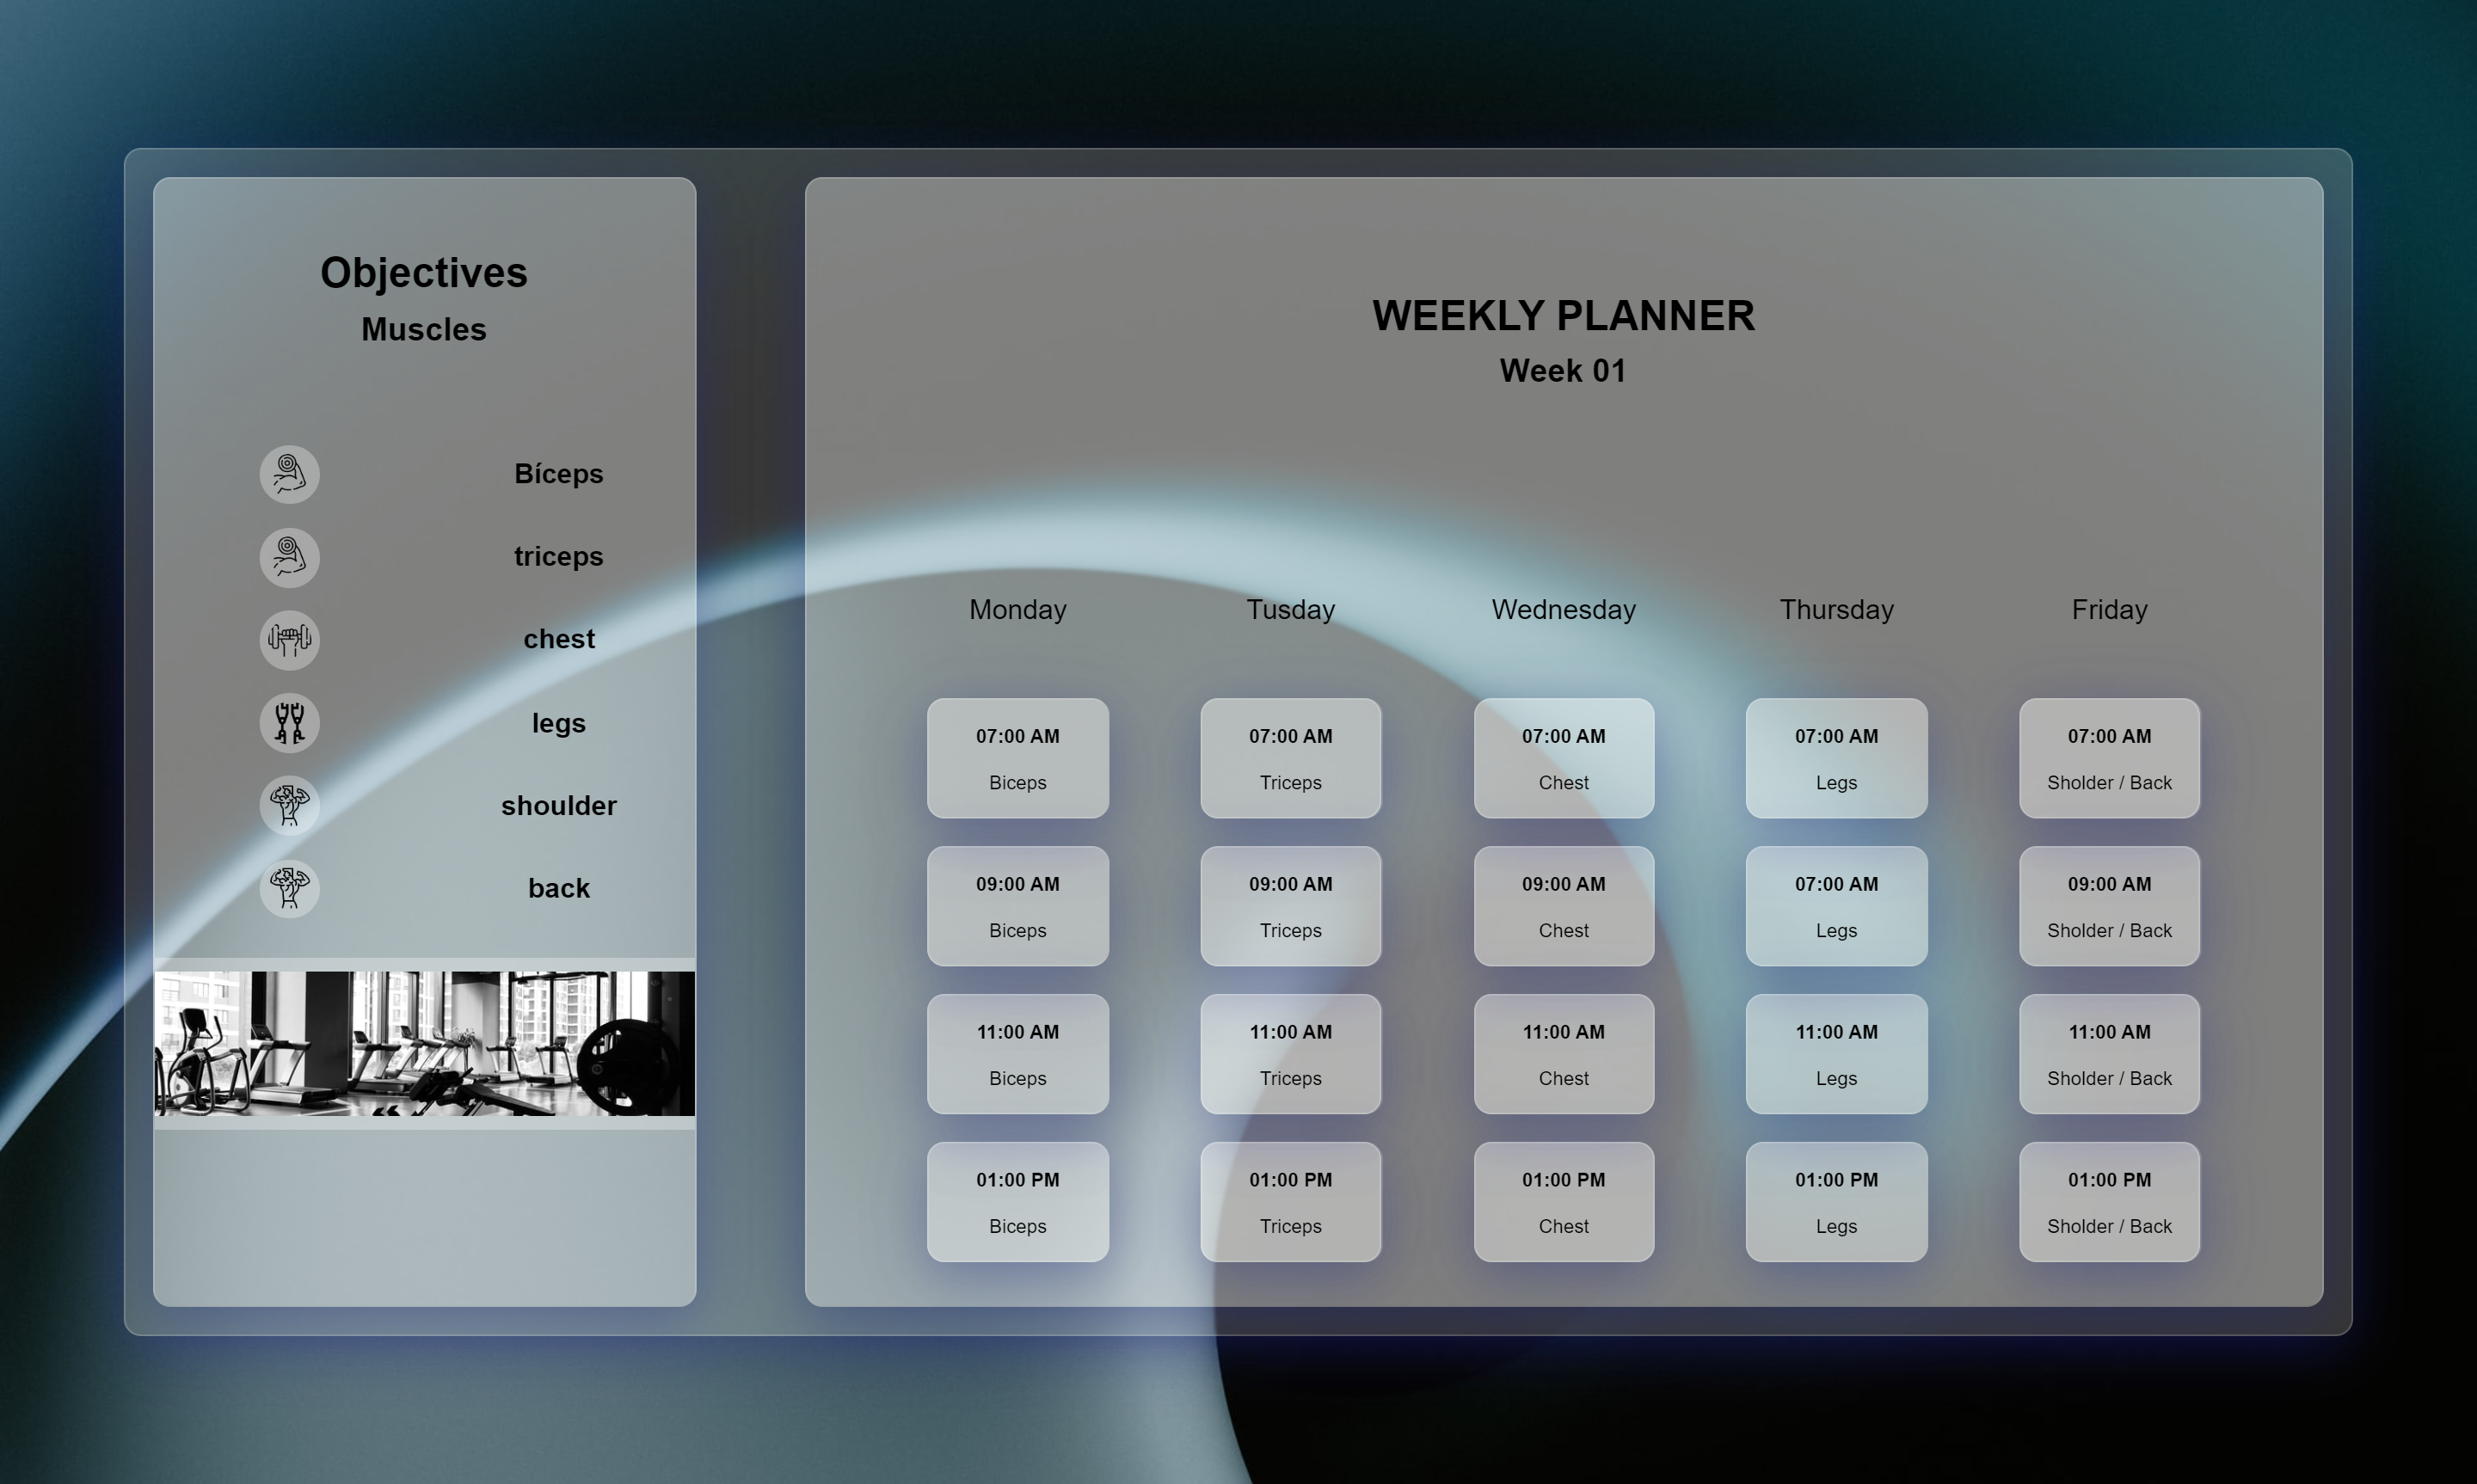 Objectives
Muscles
Bíceps
triceps
chest
legs
shoulder
back
WEEKLY PLANNER
Week 01
Monday Tusday Wednesday Thursday Friday
07:00 AM 07:00 AM 07:00 AM 07:00 AM 07:00 AM
Biceps Triceps Chest Legs Sholder / Back
09:00 AM 09:00 AM 09:00 AM 07:00 AM 09:00 AM
Biceps Triceps Chest Legs Sholder / Back
11:00 AM 11:00 AM 11:00 AM 11:00 AM 11:00 AM
Biceps Triceps Chest Legs Sholder / Back
01:00 PM 01:00 PM 01:00 PM 01:00 PM 01:00 PM
Biceps Triceps Chest Legs Sholder / Back